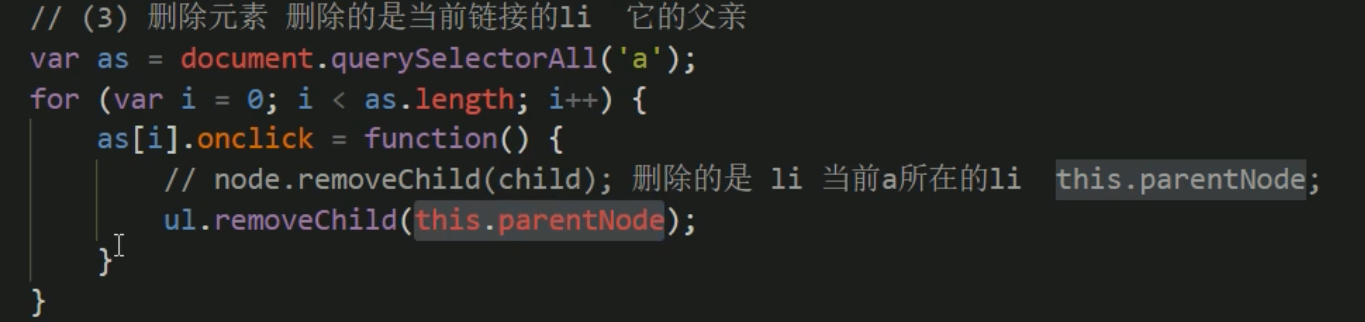 // (3) 删除元素 删除的是当前链接的li  它的父亲
var as = document.querySelectorAll('a');
for (var i = 0; i < as.length; i++) {
    as[i].onclick = function() {
        // node.removeChild(child); 删除的是 li 当前a所在的li  this.parentNode;
        ul.removeChild(this.parentNode);
    }
}